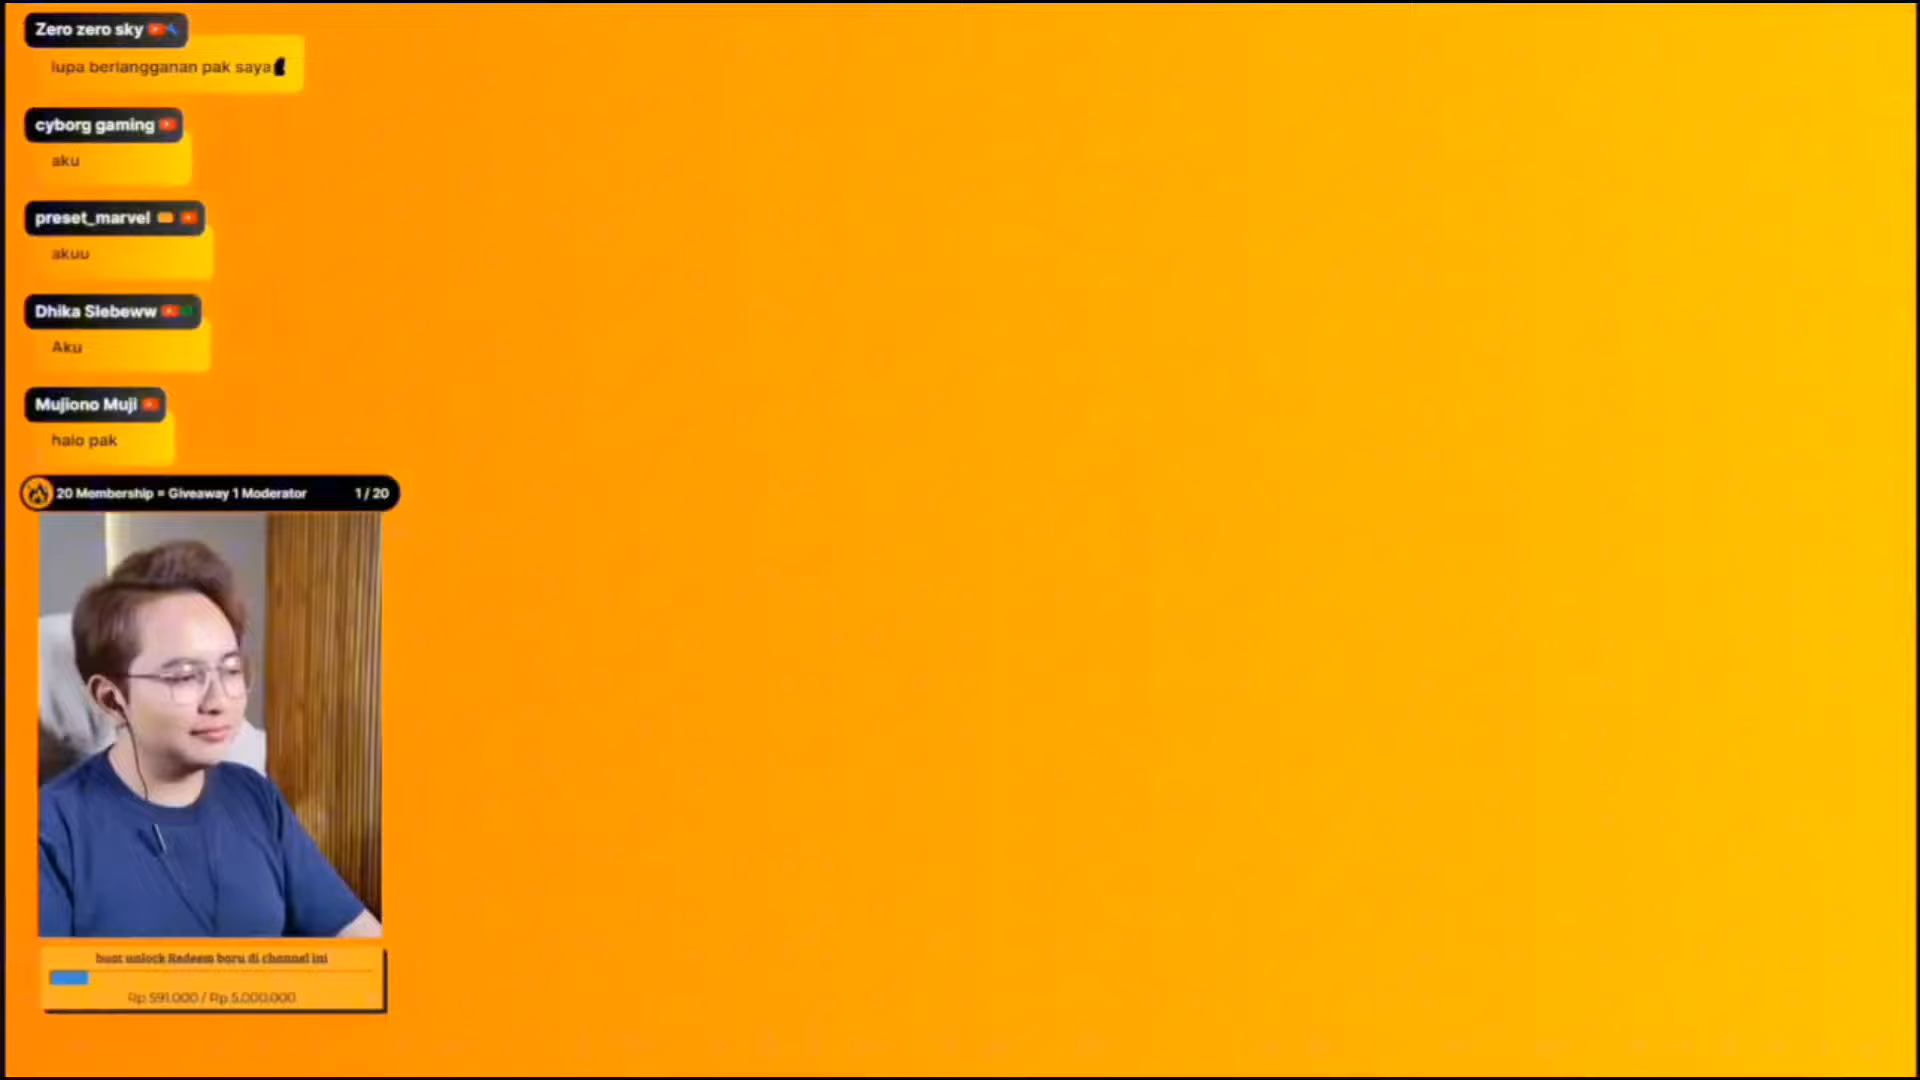 Zero zero sky
lupa berlangganan pak saya
cyborg gaming
aku
preset_marvel
akuu
Dhika Slebeww
Aku
Mujiono Muji
halo pak
20 Membership = Giveaway 1 Moderator 1 / 20
buat unlock Redeem baru di channel ini
Rp 591.000 / Rp 5.000.000